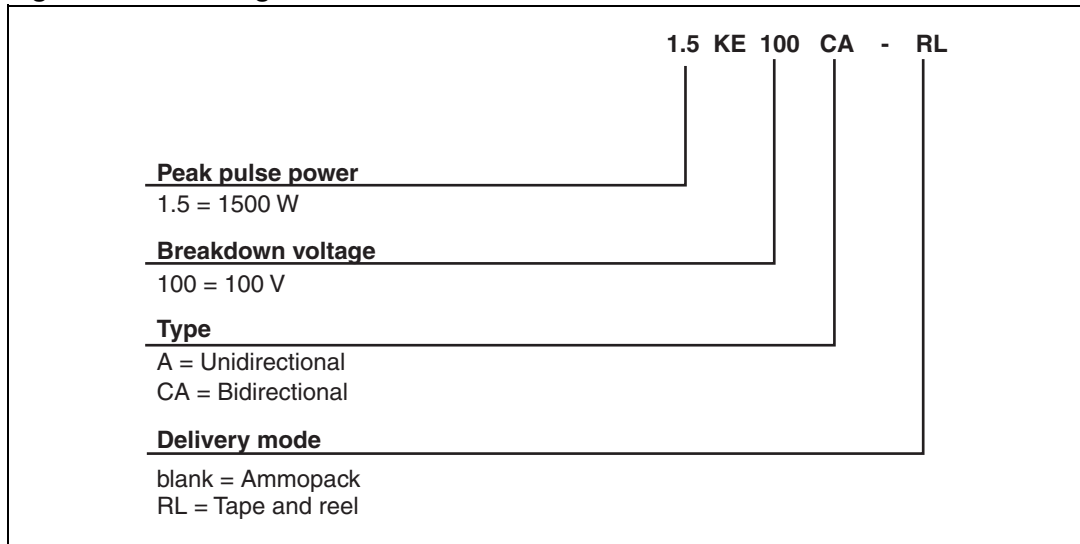 1.5 KE 100 CA - RL
Peak pulse power
1.5 = 1500 W
Breakdown voltage
100 = 100 V
Type
A = Unidirectional
CA = Bidirectional
Delivery mode
blank = Ammopack
RL = Tape and reel